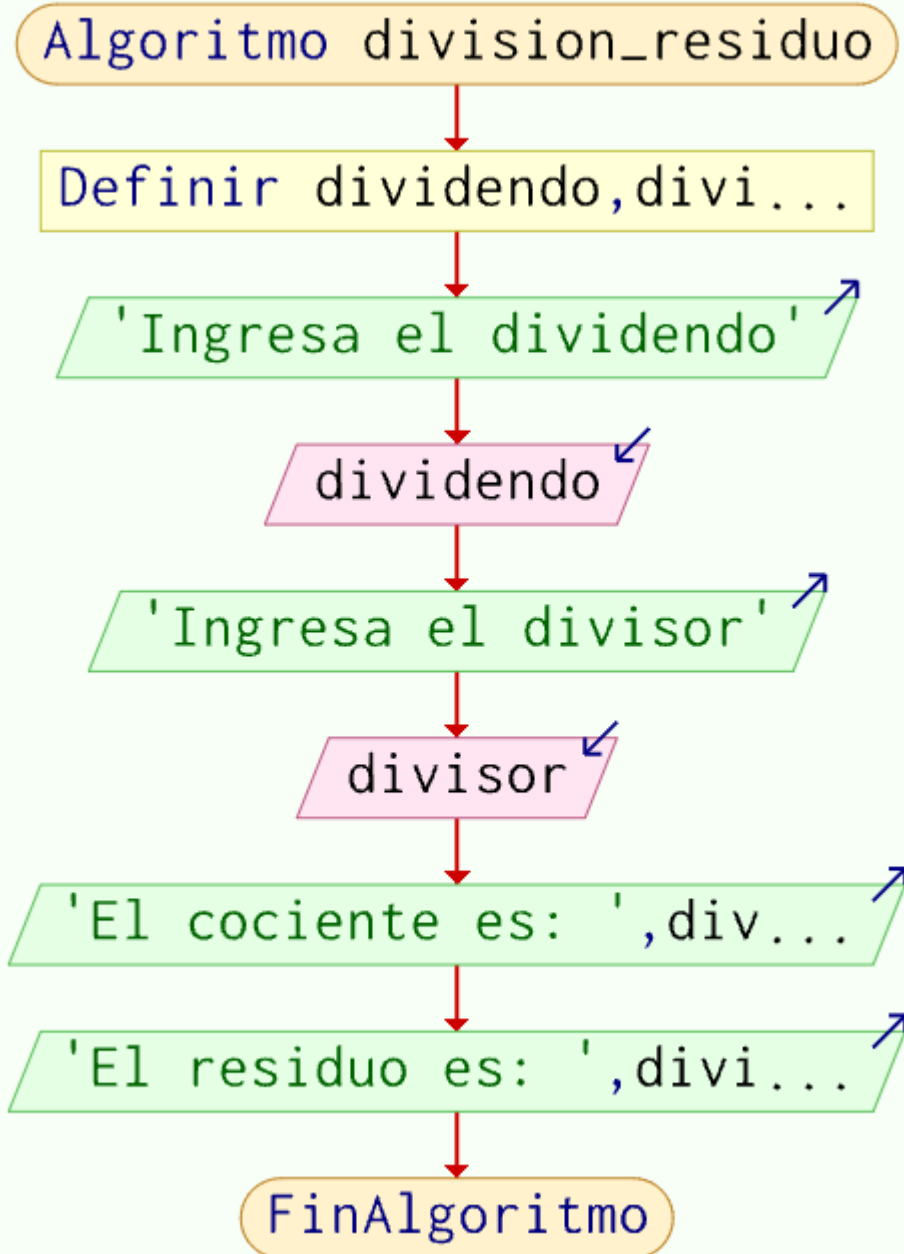 Algoritmo division_residuo
Definir dividendo,divi...
'Ingresa el dividendo'
dividendo
'Ingresa el divisor'
divisor
'El cociente es: ',div...
'El residuo es: ',divi...
FinAlgoritmo